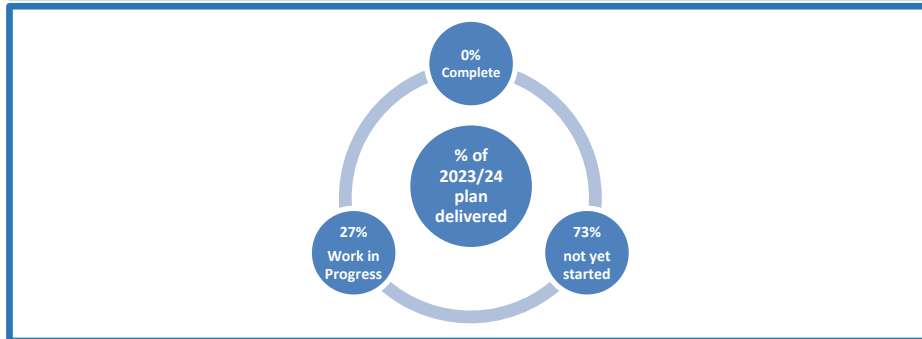 0%
Complete
% of
2023/24
plan
delivered
27%
Work in
Progress
73%
not yet
started